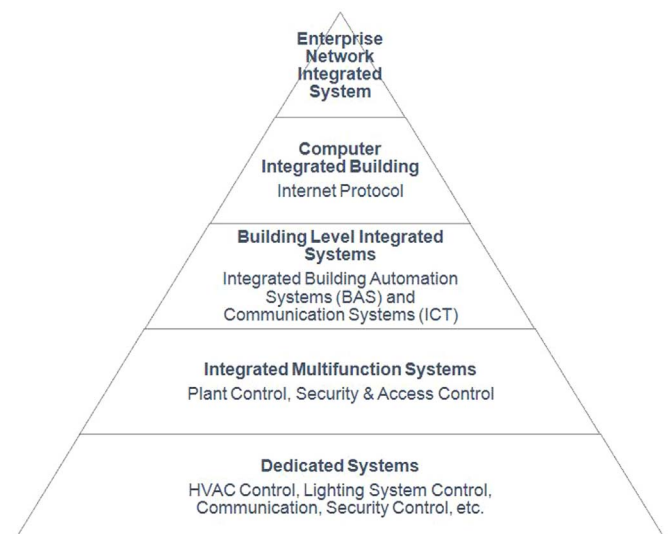 Enterprise
Network
Integrated
System
Computer
Integrated Building
Internet Protocol
Building Level Integrated
Systems
Integrated Building Automation
Systems (BAS) and
Communication Systems (ICT)
Integrated Multifunction Systems
Plant Control, Security & Access Control
Dedicated Systems
HVAC Control, Lighting System Control,
Communication, Security Control, etc.